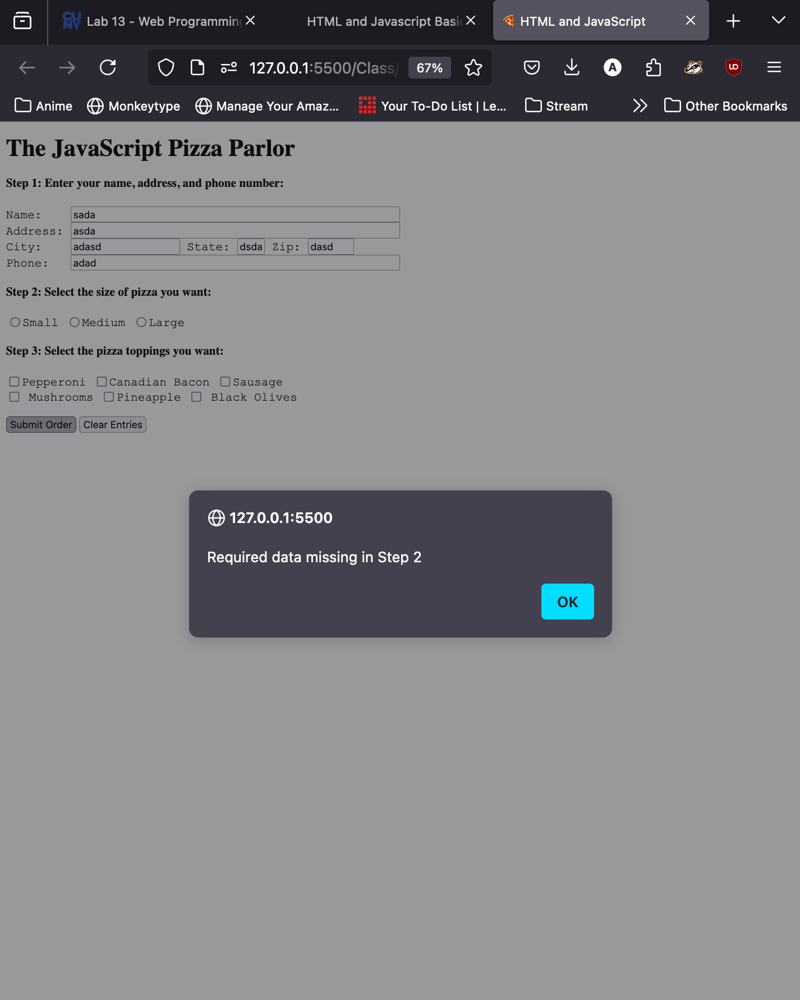 CU
NY
Lab 13 - Web Programming
HTML and Javascript Basic
HTML and JavaScript
127.0.0.1:5500/Class/
67%
A
UO
Anime
Monkeytype
Manage Your Amaz...
Your To-Do List | Le...
Stream
Other Bookmarks
The JavaScript Pizza Parlor
Step 1: Enter your name, address, and phone number:
Name: sada
Address: asda
City: adasd State: dsda Zip: dasd
Phone: adad
Step 2: Select the size of pizza you want:
Small Medium Large
Step 3: Select the pizza toppings you want:
Pepperoni Canadian Bacon Sausage
Mushrooms Pineapple Black Olives
Submit Order Clear Entries
127.0.0.1:5500
Required data missing in Step 2
OK